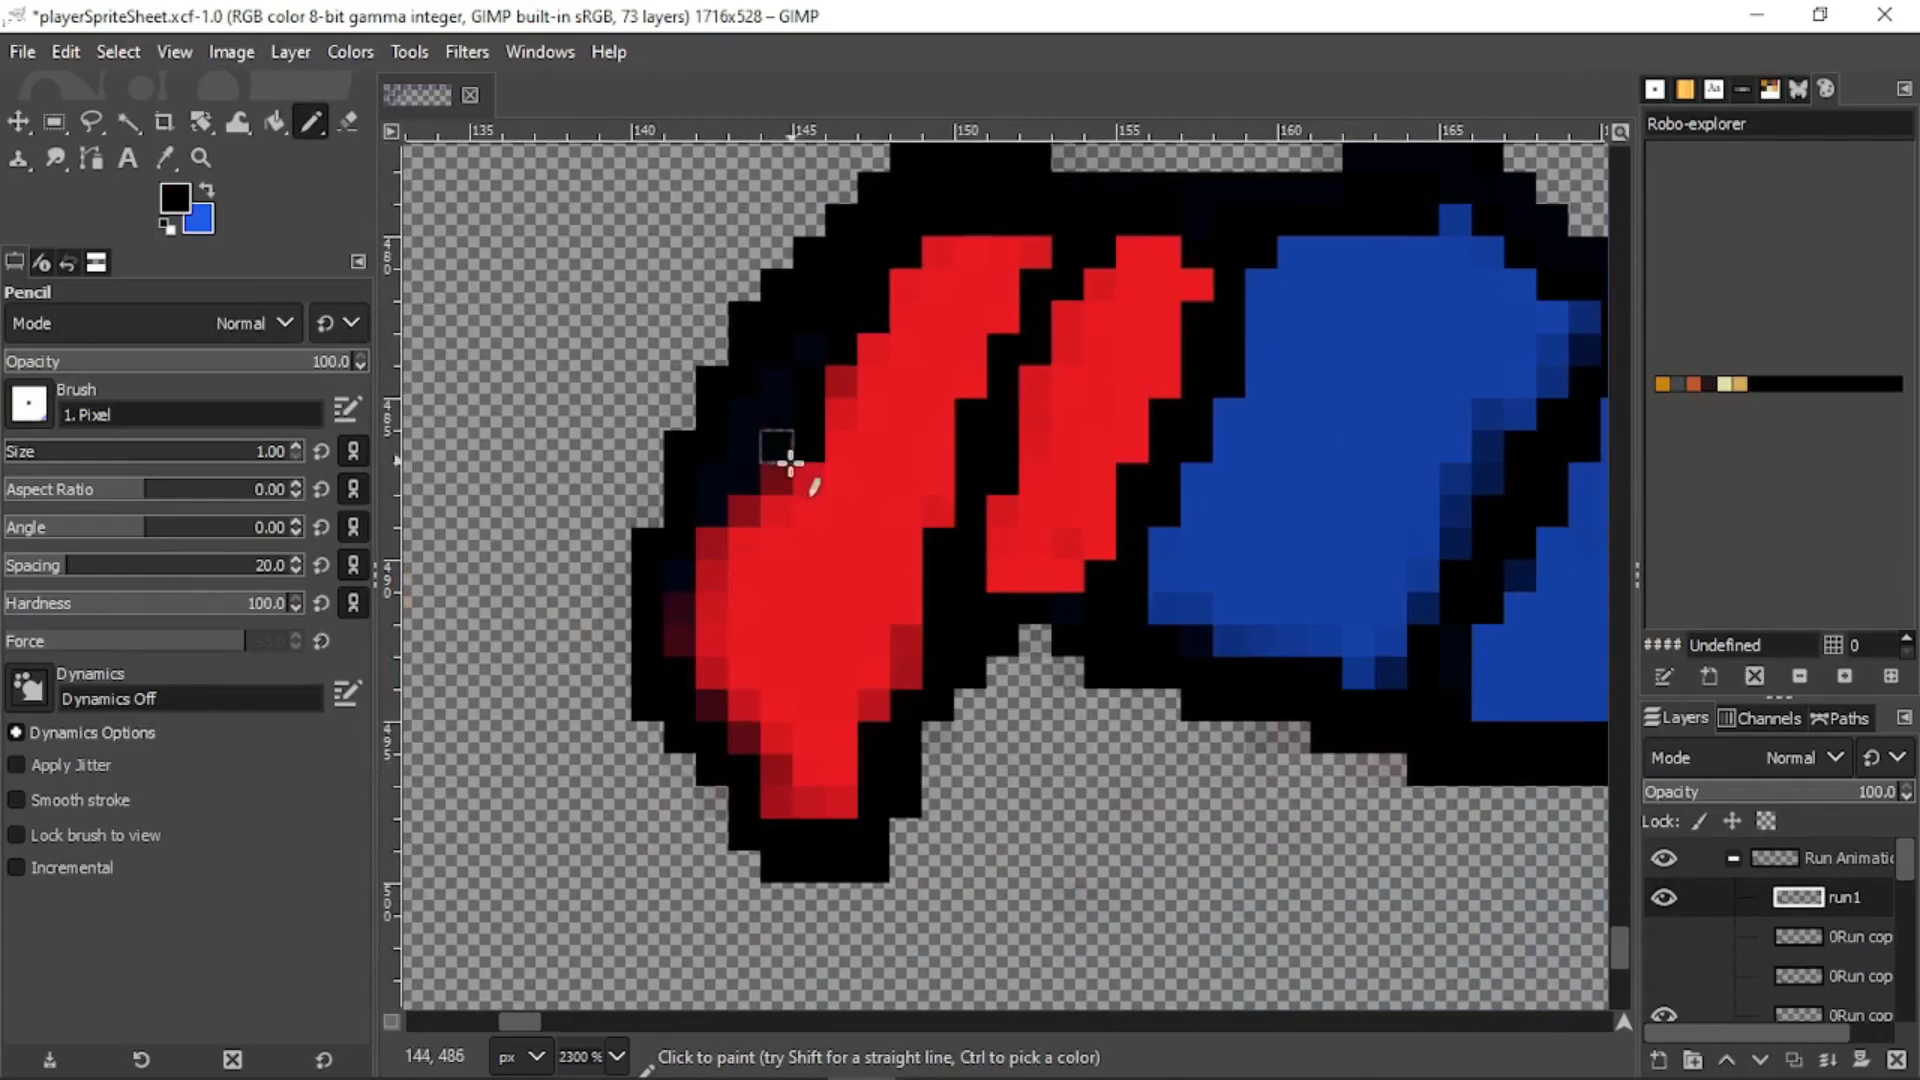 *playerSpriteSheet.xcf-1.0 (RGB color 8-bit gamma integer, GIMP built-in sRGB, 73 layers) 1716x528 – GIMP
File Edit Select View Image Layer Colors Tools Filters Windows Help
135 140 145 150 155 160 165
Robo-explorer
Pencil
Mode Normal
Opacity 100.0
Brush
1. Pixel
Size 1.00
Aspect Ratio 0.00
Angle 0.00
Spacing 20.0
Hardness 100.0
Force
Dynamics
Dynamics Off
Dynamics Options
Apply Jitter
Smooth stroke
Lock brush to view
Incremental
480
485
490
495
500
#### Undefined 0
Layers Channels Paths
Mode Normal
Opacity 100.0
Lock:
Run Animatic
run1
0Run cop
0Run cop
0Run cop
144, 486 px 2300 % Click to paint (try Shift for a straight line, Ctrl to pick a color)